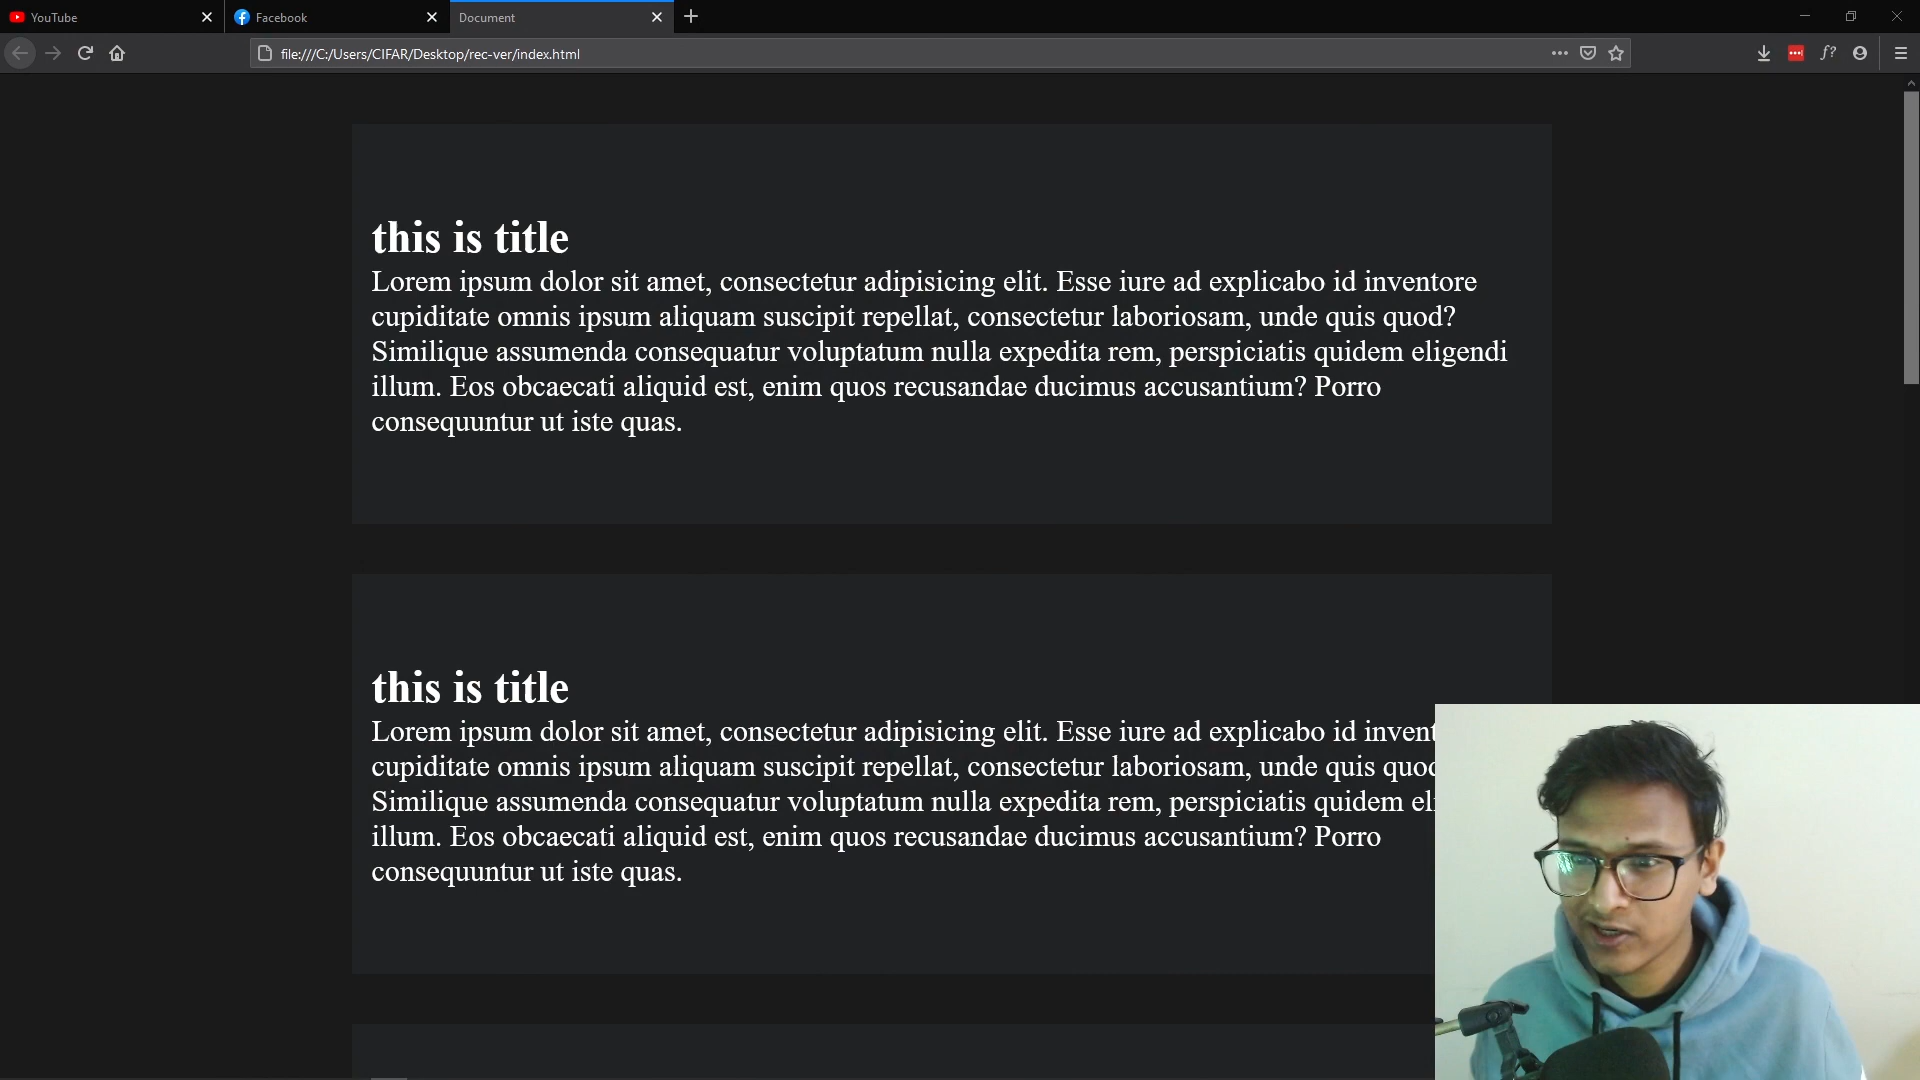 YouTube
Facebook
Document
file:///C:/Users/CIFAR/Desktop/rec-ver/index.html
f?
this is title
Lorem ipsum dolor sit amet, consectetur adipisicing elit. Esse iure ad explicabo id inventore
cupiditate omnis ipsum aliquam suscipit repellat, consectetur laboriosam, unde quis quod?
Similique assumenda consequatur voluptatum nulla expedita rem, perspiciatis quidem eligendi
illum. Eos obcaecati aliquid est, enim quos recusandae ducimus accusantium? Porro
consequuntur ut iste quas.
this is title
Lorem ipsum dolor sit amet, consectetur adipisicing elit. Esse iure ad explicabo id
cupiditate omnis ipsum aliquam suscipit repellat, consectetur laboriosam, unde quis
Similique assumenda consequatur voluptatum nulla expedita rem, perspiciatis quidem
illum. Eos obcaecati aliquid est, enim quos recusandae ducimus accusantium? Porro
consequuntur ut iste quas.